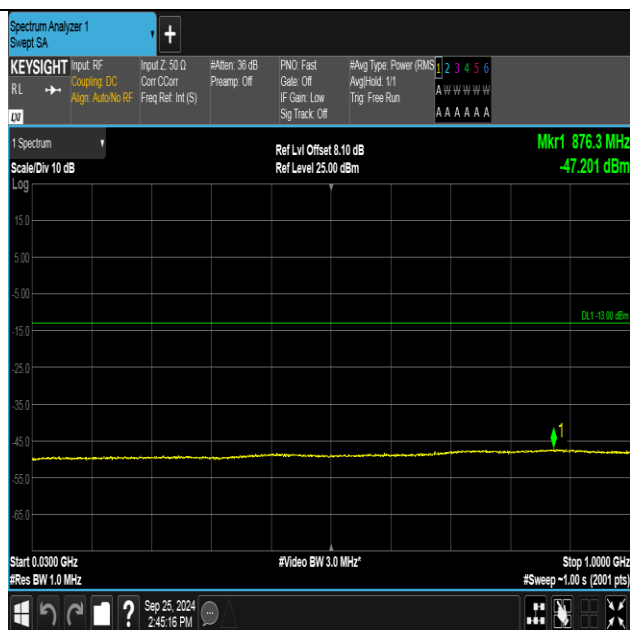 Spectrum Analyzer 1
Swept SA
+
KEYSIGHT
RL
LXI
Input: RF
Coupling: DC
Align: Auto/No RF
Input Z: 50 Ω
Corr CCorr
Freq Ref: Int (S)
#Atten: 36 dB
Preamp: Off
PNO: Fast
Gate: Off
IF Gain: Low
Sig Track: Off
#Avg Type: Power (RMS
Avg|Hold: 1/1
Trig: Free Run
1 2 3 4 5 6
A W W W W W
A A A A A A
1 Spectrum
Scale/Div 10 dB
Log
Ref Lvl Offset 8.10 dB
Ref Level 25.00 dBm
Mkr1 876.3 MHz
-47.201 dBm
15.0
5.00
-5.00
DL1 -13.00 dBm
-15.0
-25.0
-35.0
1
-45.0
-55.0
-65.0
Start 0.0300 GHz
#Res BW 1.0 MHz
#Video BW 3.0 MHz*
Stop 1.0000 GHz
#Sweep ~1.00 s (2001 pts)
?
Sep 25, 2024
2:45:16 PM